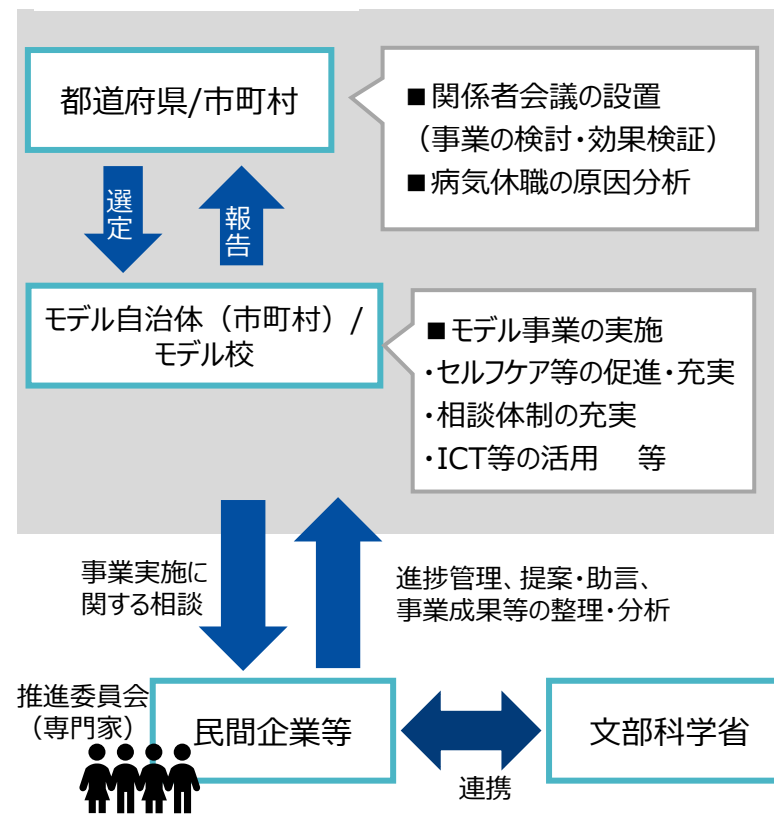 都道府県/市町村
■関係者会議の設置
（事業の検討・効果検証）
■病気休職の原因分析
選定
報告
モデル自治体（市町村）/
モデル校
■モデル事業の実施
・セルフケア等の促進・充実
・相談体制の充実
・ICT等の活用　等
事業実施に
関する相談
進捗管理、提案・助言、
事業成果等の整理・分析
推進委員会
（専門家）
民間企業等
連携
文部科学省